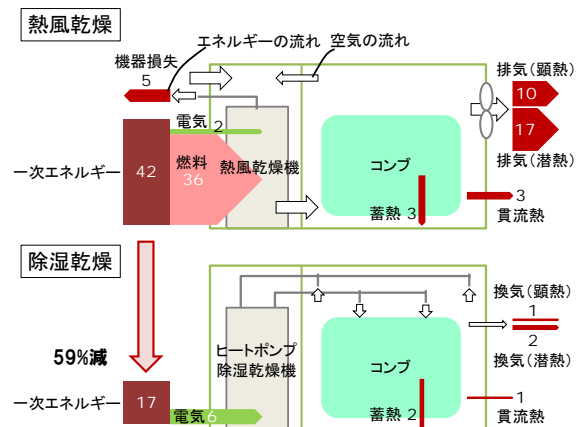 熱風乾燥
エネルギーの流れ
空気の流れ
機器損失
5
排気(顕熱)
10
17
排気(潜熱)
電気 2
一次エネルギー
42
燃料
36
熱風乾燥機
コンブ
蓄熱 3
3
貫流熱
除湿乾燥
換気(顕熱)
1
2
換気(潜熱)
59%減
ヒートポンプ
除湿乾燥機
コンブ
一次エネルギー
17
電気6
蓄熱 2
1
貫流熱